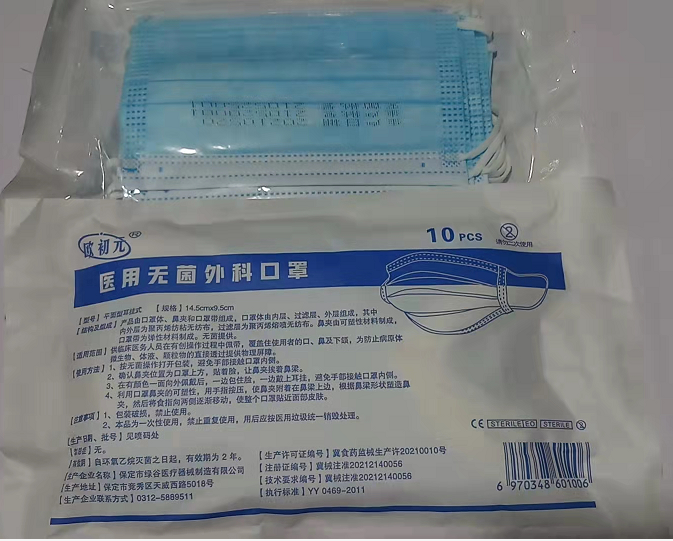 欧初元®
10 PCS
请勿二次使用
医用无菌外科口罩
【型号】平面型耳挂式 【规格】14.5cmx9.5cm
【结构及组成】产品由口罩体、鼻夹和口罩带组成，口罩体由内层、过滤层、外层组成，其中
内外层为聚丙烯纺粘无纺布，过滤层为聚丙烯熔喷无纺布。鼻夹由可塑性材料制成，
口罩带为弹性材料制成。无菌提供。
【适用范围】供临床医务人员在有创操作过程中佩带，覆盖住使用者的口、鼻及下颌，为防止病原体
微生物、体液、颗粒物的直接透过提供物理屏障。
【使用方法】1、按无菌操作打开包装，避免手部接触口罩内侧。
2、确认鼻夹位置为口罩上方，贴着脸，让鼻夹挨着鼻梁。
3、在有颜色一面向外佩戴后，一边包住脸，一边戴上耳挂，避免手部接触口罩内侧。
4、利用口罩鼻夹的可塑性，用手指按压，使鼻夹附着在鼻梁上边，根据鼻梁形状塑造鼻
夹，然后将食指向两侧逐渐移动，使整个口罩贴近面部皮肤。
【注意事项】1、包装破损，禁止使用。
2、本品为一次性使用，禁止重复使用，用后应按医用垃圾统一销毁处理。
【生产日期、批号】见喷码处
无。
自环氧乙烷灭菌之日起，有效期为 2 年。
【生产企业名称】保定市绿谷医疗器械制造有限公司
【生产地址】保定市竞秀区天威西路5018号
【生产企业联系方式】0312-5889511
【生产许可证编号】冀食药监械生产许20210010号
【注册证编号】冀械注准20212140056
【技术要求编号】冀械注准20212140056
【执行标准】YY 0469-2011
CE STERILE EO STERILE
6 970348 601006